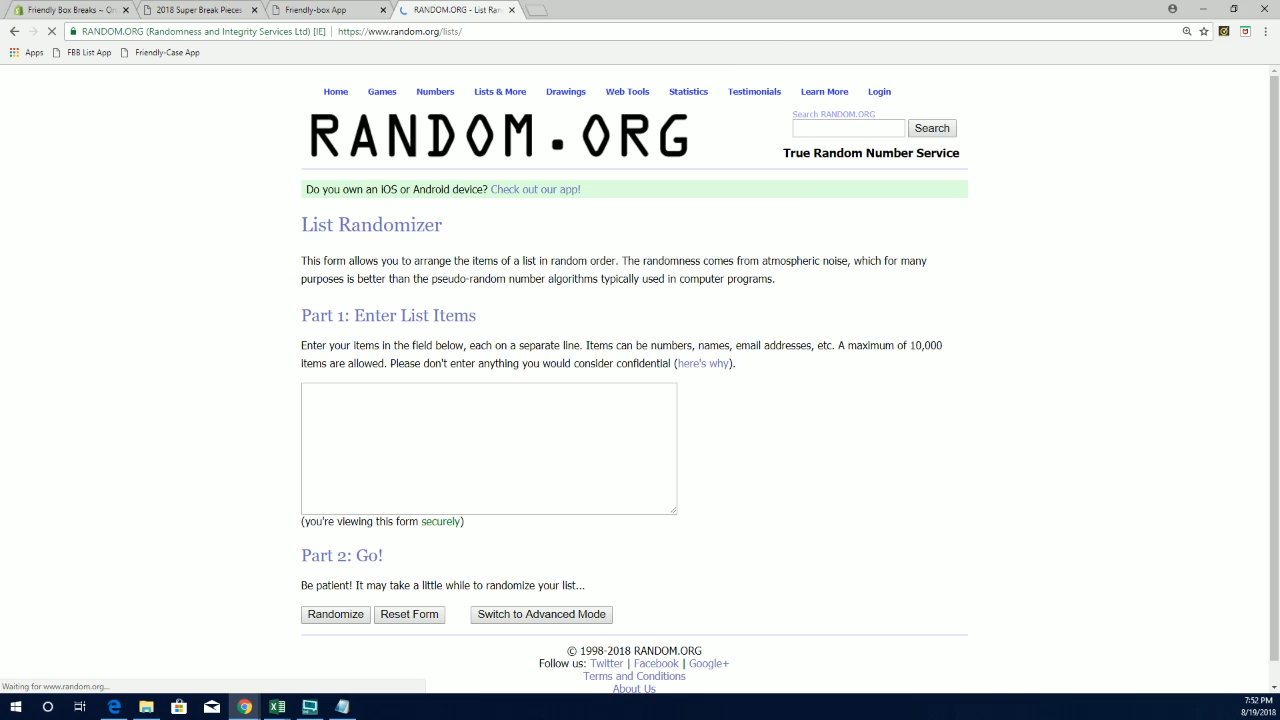 Friendly Box Breaks ~ Ow
2018 Super Break Pieces
Friendly-box App
RANDOM.ORG - List Ran
RANDOM.ORG (Randomness and Integrity Services Ltd) [IE]
https://www.random.org/lists/
Apps
FBB List App
Friendly-Case App
Home
Games
Numbers
Lists & More
Drawings
Web Tools
Statistics
Testimonials
Learn More
Login
RANDOM.ORG
Search RANDOM.ORG
Search
True Random Number Service
Do you own an iOS or Android device? Check out our app!
List Randomizer
This form allows you to arrange the items of a list in random order. The randomness comes from atmospheric noise, which for many
purposes is better than the pseudo-random number algorithms typically used in computer programs.
Part 1: Enter List Items
Enter your items in the field below, each on a separate line. Items can be numbers, names, email addresses, etc. A maximum of 10,000
items are allowed. Please don't enter anything you would consider confidential (here's why).
(you're viewing this form securely)
Part 2: Go!
Be patient! It may take a little while to randomize your list...
Randomize
Reset Form
Switch to Advanced Mode
© 1998-2018 RANDOM.ORG
Follow us: Twitter | Facebook | Google+
Terms and Conditions
About Us
Waiting for www.random.org...
7:52 PM
8/19/2018